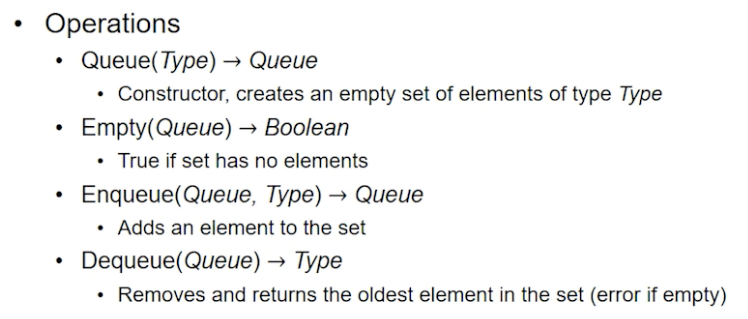 • Operations
• Queue(Type) → Queue
• Constructor, creates an empty set of elements of type Type
• Empty(Queue) → Boolean
• True if set has no elements
• Enqueue(Queue, Type) → Queue
• Adds an element to the set
• Dequeue(Queue) → Type
• Removes and returns the oldest element in the set (error if empty)